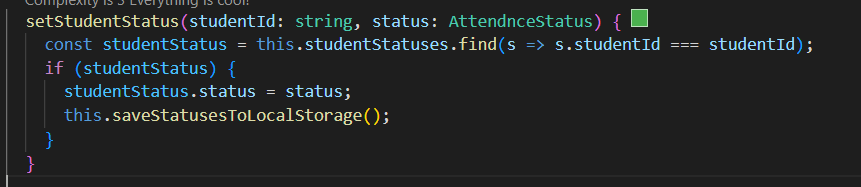 Complexity is 3 Everything is cool!
setStudentStatus(studentId: string, status: AttendnceStatus) {
const studentStatus = this.studentStatuses.find(s => s.studentId === studentId);
if (studentStatus) {
studentStatus.status = status;
this.saveStatusesToLocalStorage();
}
}